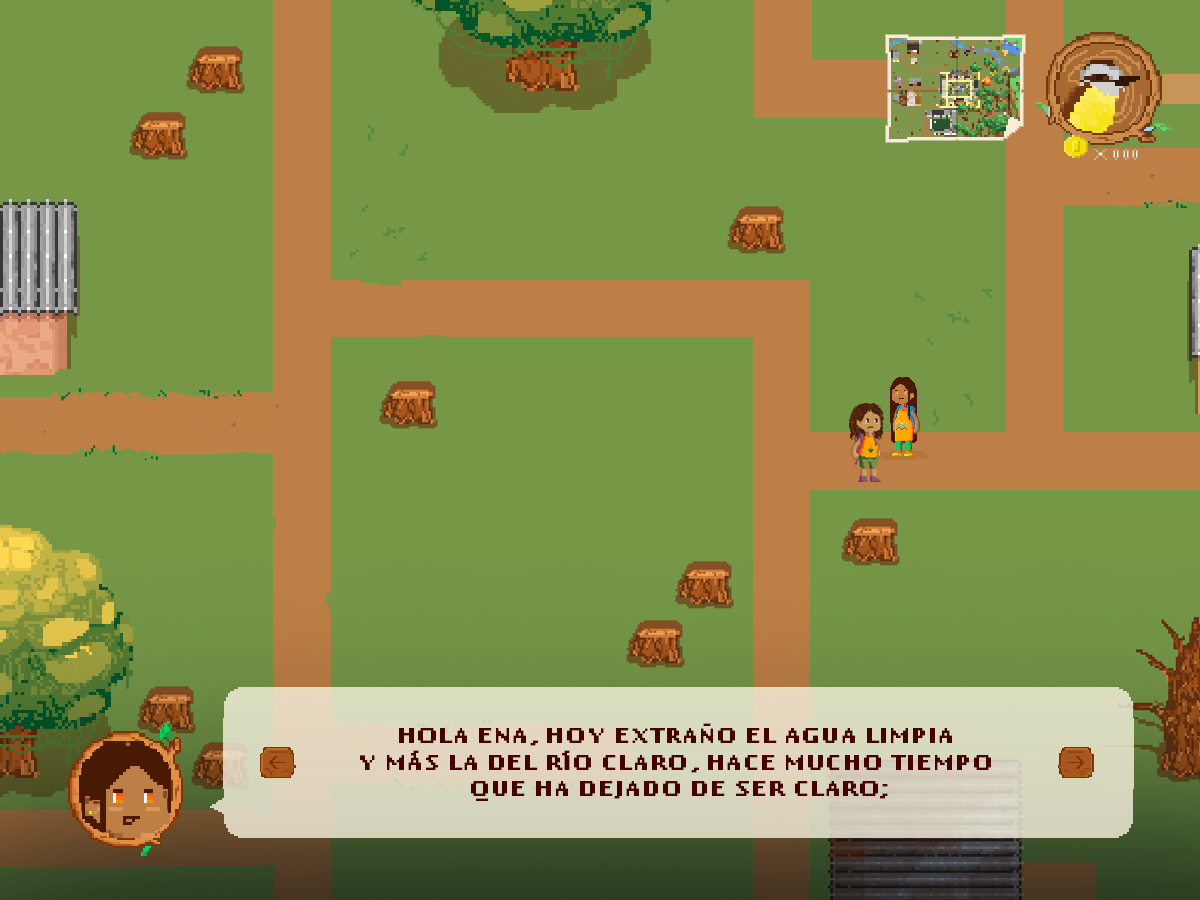 × 000
HOLA ENA, HOY EXTRAÑO EL AGUA LIMPIA
Y MÁS LA DEL RÍO CLARO, HACE MUCHO TIEMPO
QUE HA DEJADO DE SER CLARO;